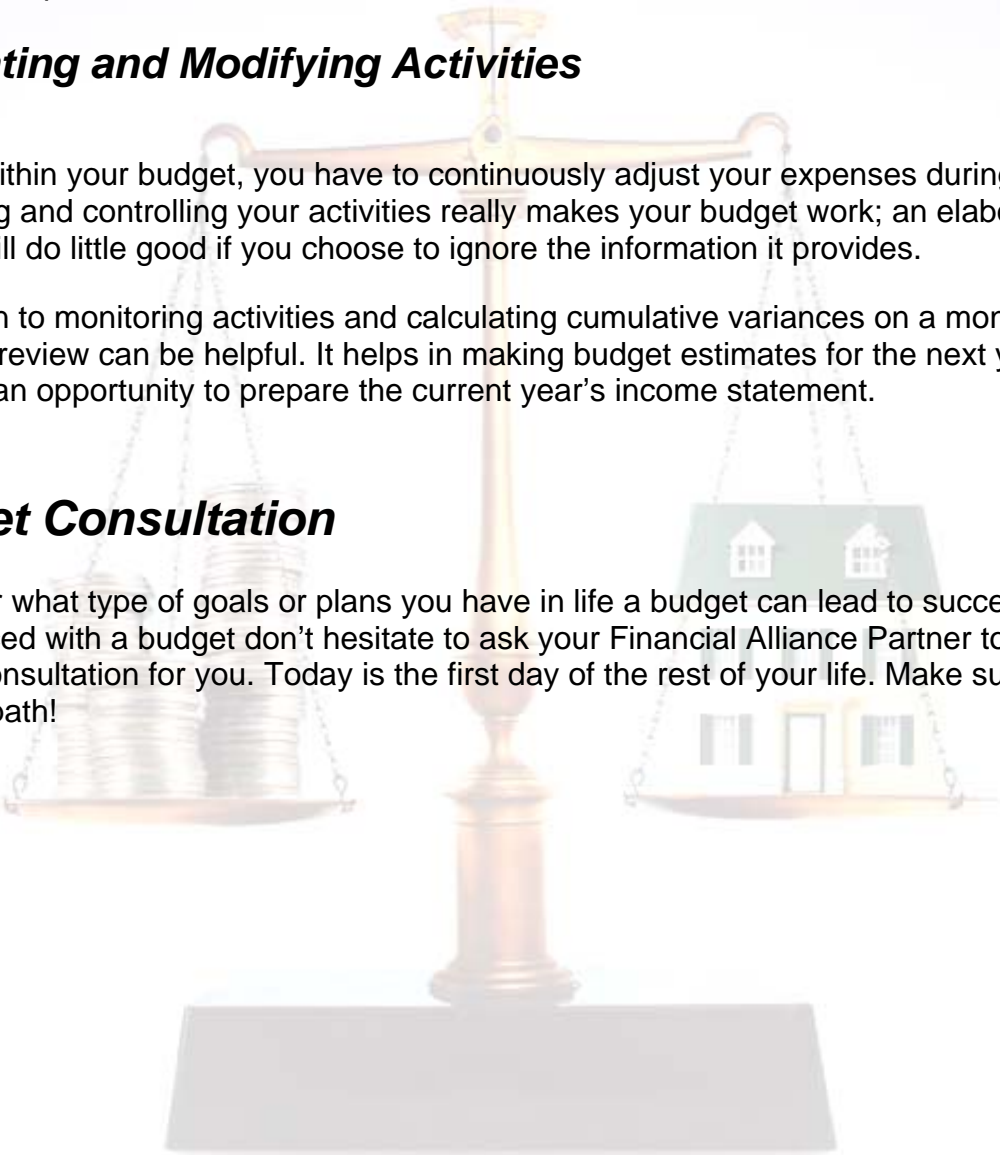 ting and Modifying Activities
ithin your budget, you have to continuously adjust your expenses during
g and controlling your activities really makes your budget work; an elabo
ll do little good if you choose to ignore the information it provides.
n to monitoring activities and calculating cumulative variances on a mon
review can be helpful. It helps in making budget estimates for the next y
an opportunity to prepare the current year's income statement.
et Consultation
r what type of goals or plans you have in life a budget can lead to succe
ed with a budget don't hesitate to ask your Financial Alliance Partner to
onsultation for you. Today is the first day of the rest of your life. Make su
path!